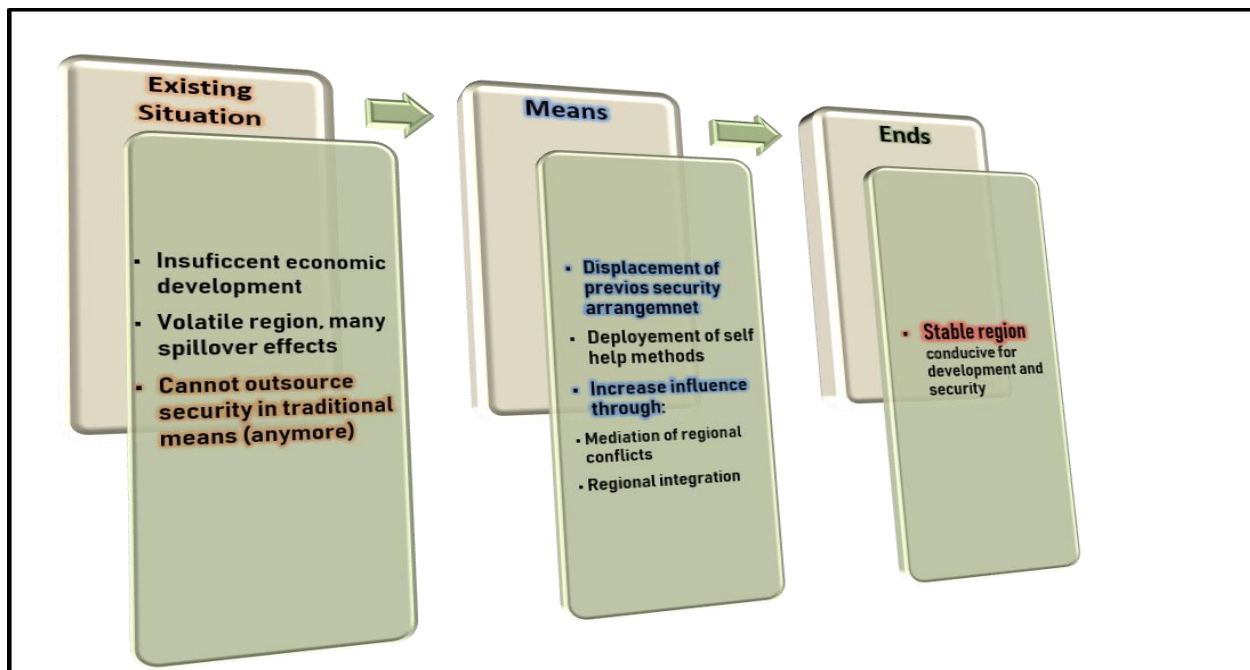 Existing
Situation
▪ Insuficcent economic
development
▪ Volatile region, many
spillover effects
▪ Cannot outsource
security in traditional
means (anymore)
Means
▪ Displacement of
previos security
arrangemnet
▪ Deployement of self
help methods
▪ Increase influence
through:
▪ Mediation of regional
conflicts
▪ Regional integration
Ends
▪ Stable region
conducive for
development and
security